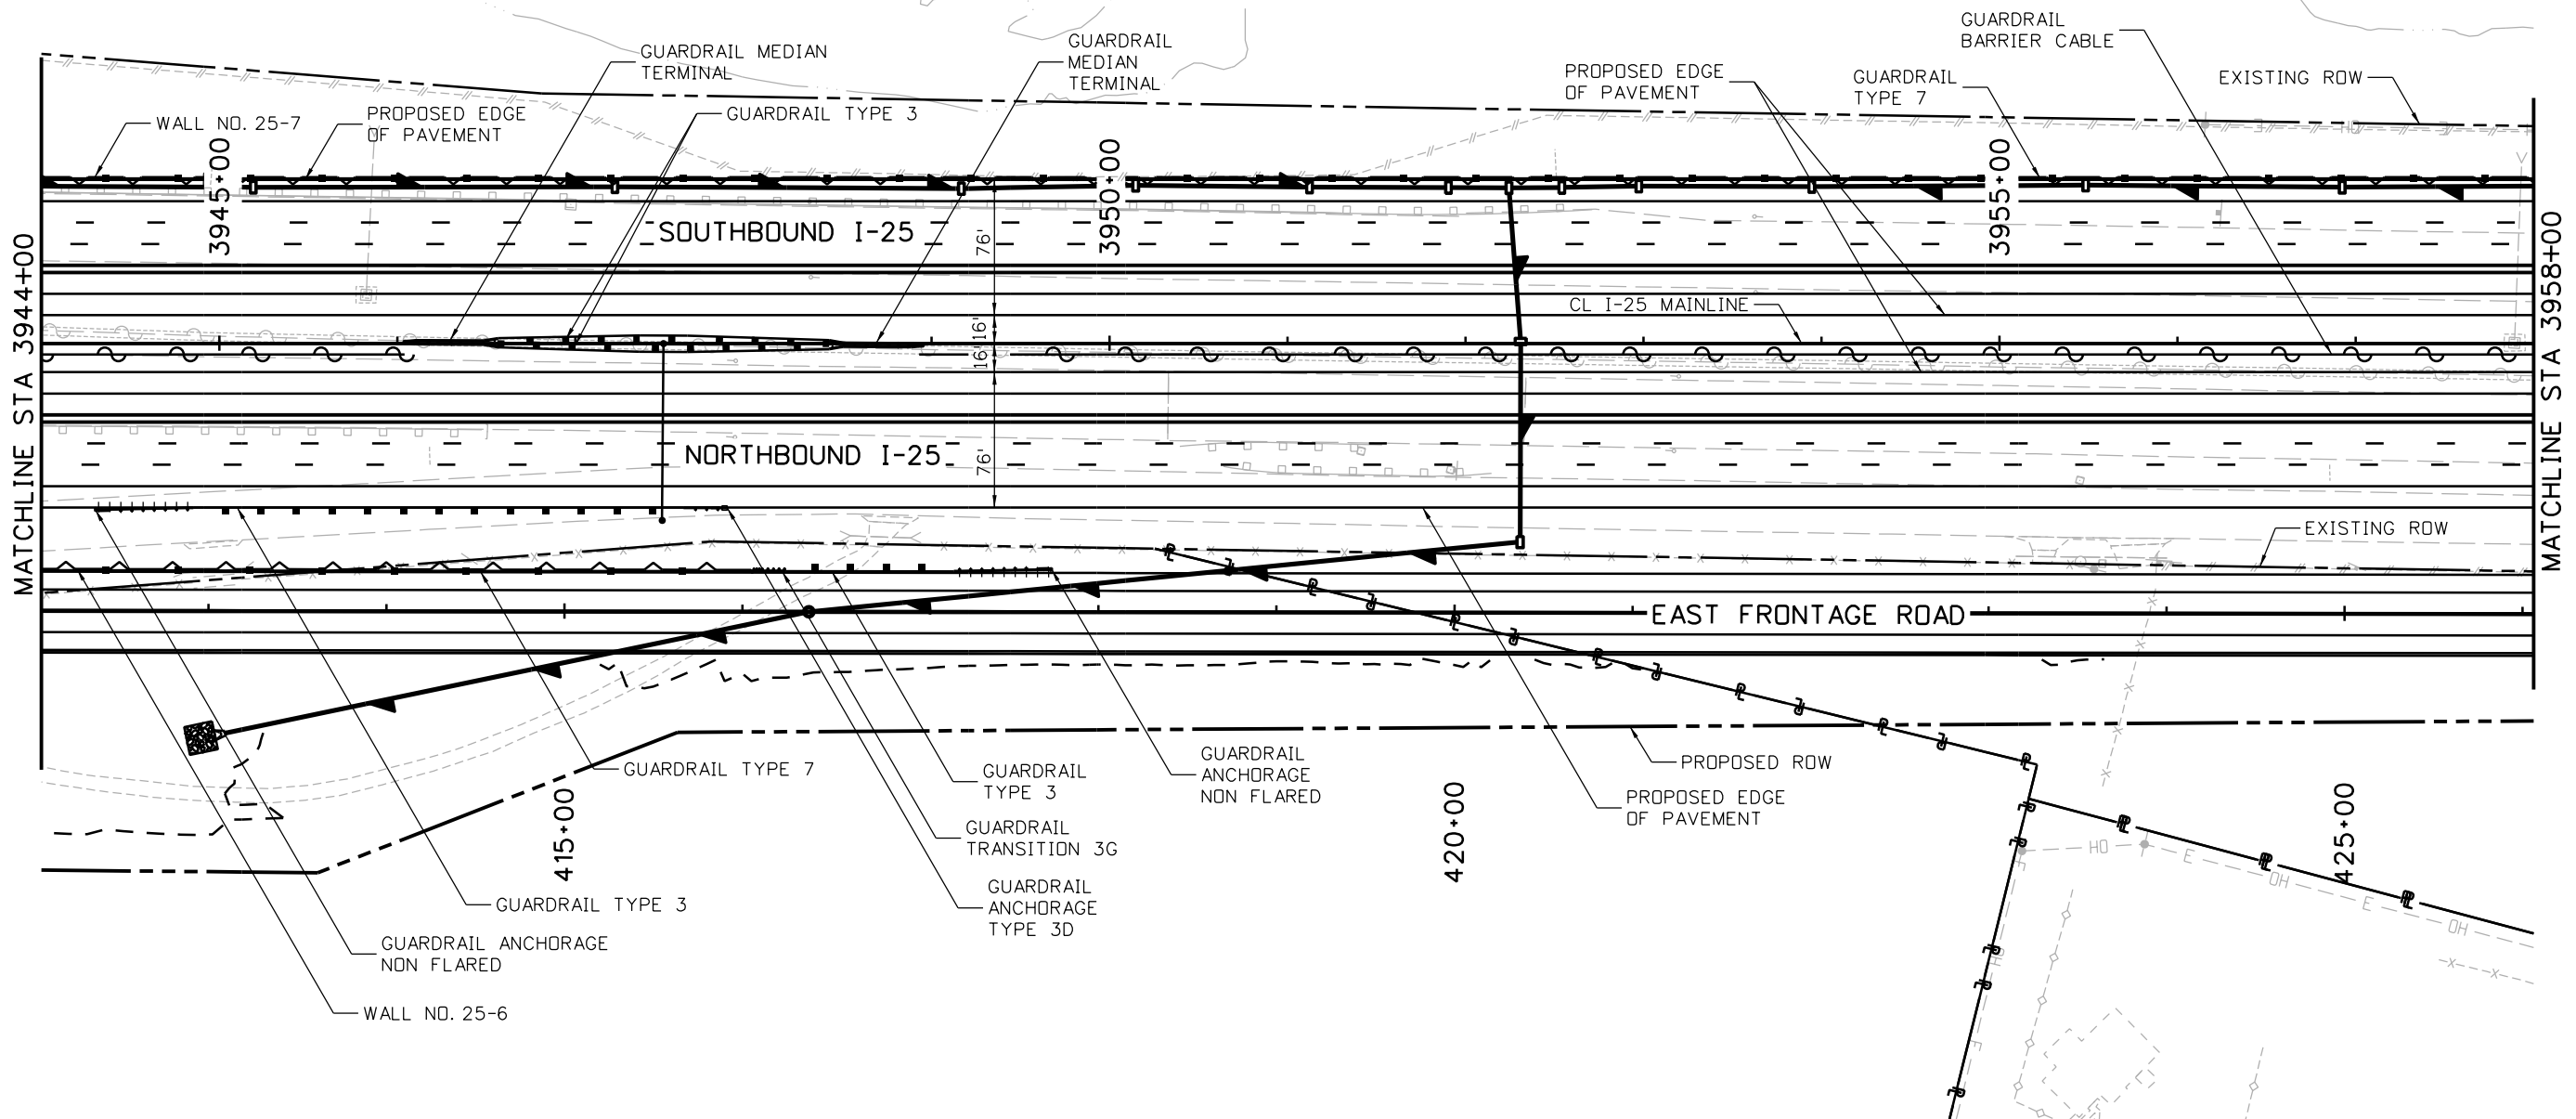 GUARDRAIL MEDIAN
TERMINAL
GUARDRAIL
MEDIAN
TERMINAL
GUARDRAIL
BARRIER CABLE
PROPOSED EDGE
OF PAVEMENT
GUARDRAIL
TYPE 7
EXISTING ROW
WALL NO. 25-7
PROPOSED EDGE
OF PAVEMENT
GUARDRAIL TYPE 3
3945+00
3950+00
3955+00
OH
SOUTHBOUND I-25
76'
MATCHLINE STA 3944+00
MATCHLINE STA 3958+00
CL I-25 MAINLINE
16'
16'
NORTHBOUND I-25
76'
EXISTING ROW
EAST FRONTAGE ROAD
GUARDRAIL TYPE 7
GUARDRAIL
TYPE 3
GUARDRAIL
ANCHORAGE
NON FLARED
PROPOSED ROW
PROPOSED EDGE
OF PAVEMENT
415+00
420+00
425+00
GUARDRAIL
TRANSITION 3G
GUARDRAIL
ANCHORAGE
TYPE 3D
GUARDRAIL TYPE 3
GUARDRAIL ANCHORAGE
NON FLARED
WALL NO. 25-6
OH
E
OH
E
OH
OH
E
E